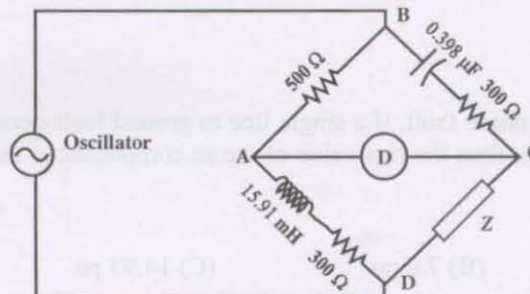 B
0.398 µF
300 Ω
500 Ω
Oscillator
A
D
15.91 mH
300 Ω
Z
D